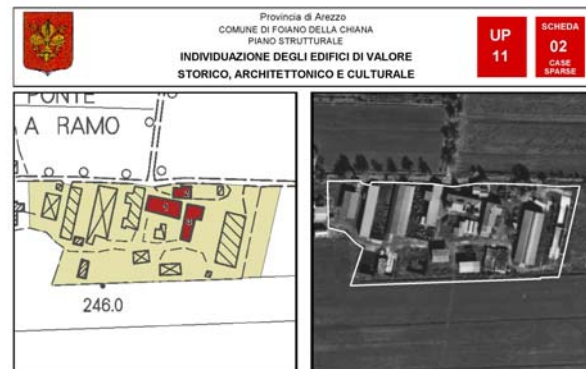 Provincia di Arezzo
COMUNE DI FOIANO DELLA CHIANA
PIANO STRUTTURALE
INDIVIDUAZIONE DEGLI EDIFICI DI VALORE
STORICO, ARCHITETTONICO E CULTURALE
UP
11
SCHEDA
02
CASE
SPARSE
PONTE
A RAMO
246.0